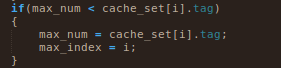 if(max_num < cache_set[i].tag)
{
    max_num = cache_set[i].tag;
    max_index = i;
}